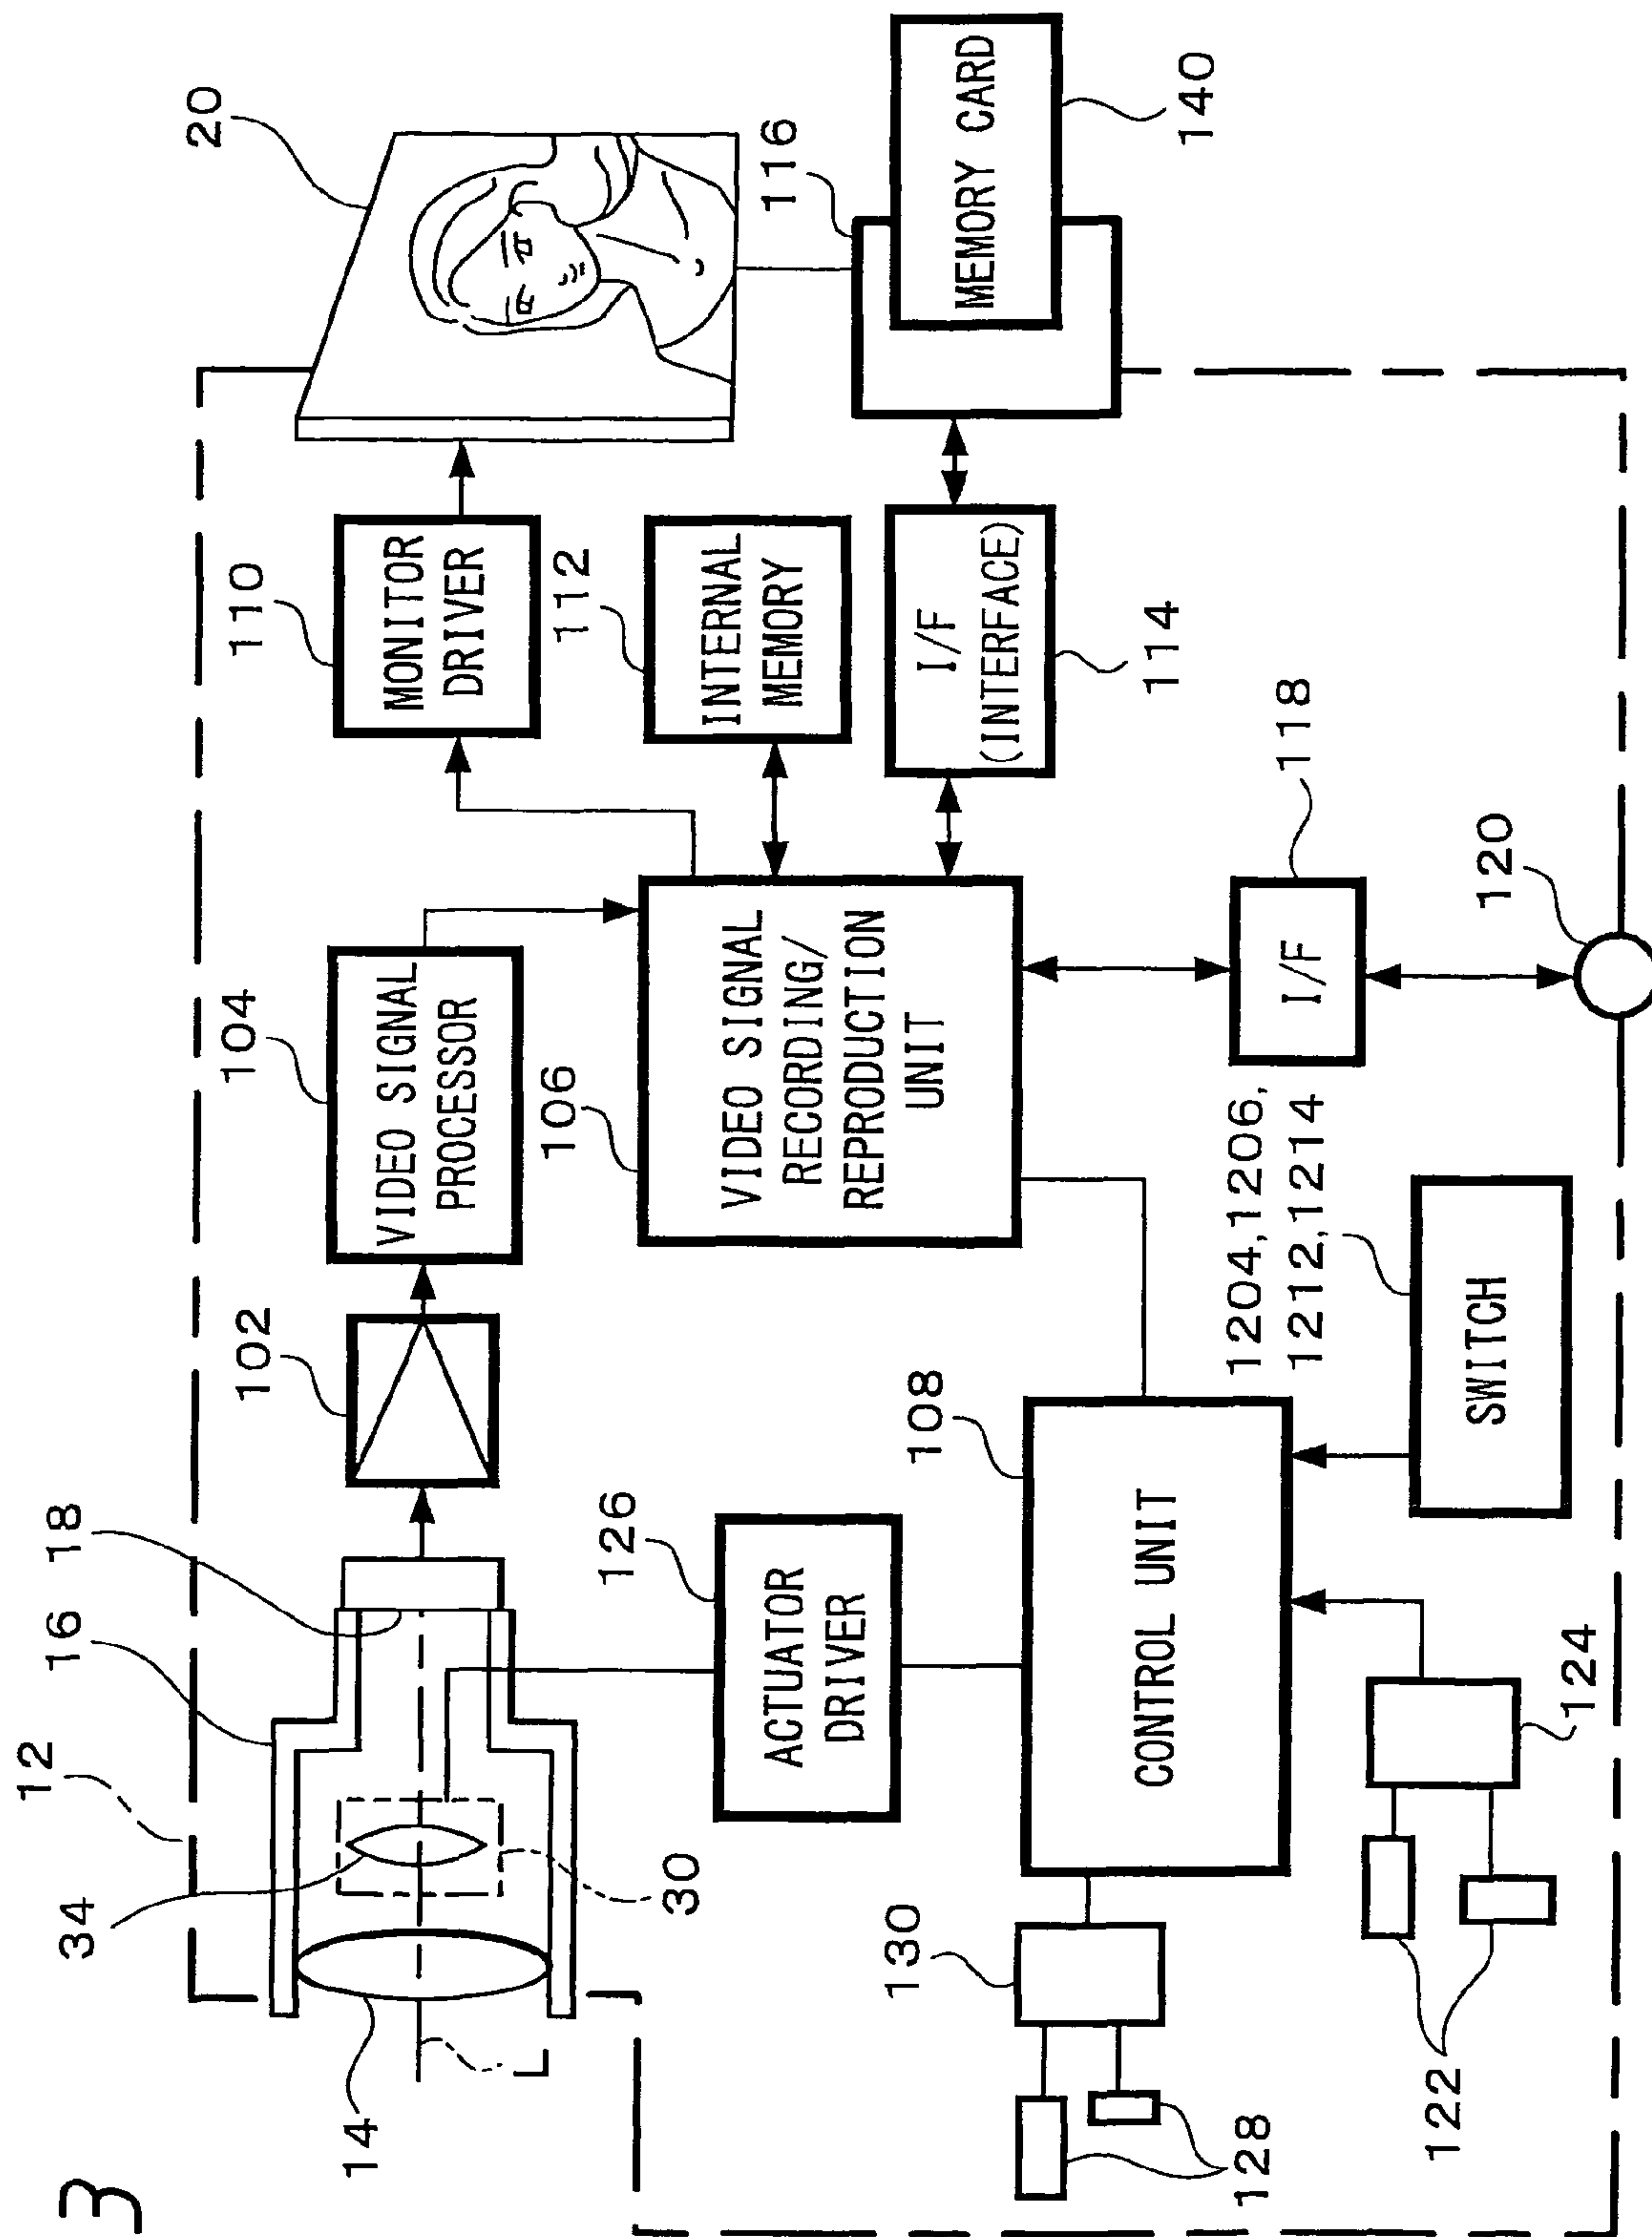 3
12
34
16
18
20
102
104
110
14
VIDEO SIGNAL
PROCESSOR
MONITOR
DRIVER
L
30
126
106
112
ACTUATOR
DRIVER
VIDEO SIGNAL
RECORDING/
REPRODUCTION
UNIT
INTERNAL
MEMORY
116
130
108
I/F
(INTERFACE)
MEMORY CARD
CONTROL UNIT
114
140
128
1204,1206,
1212,1214
118
I/F
122
124
SWITCH
120